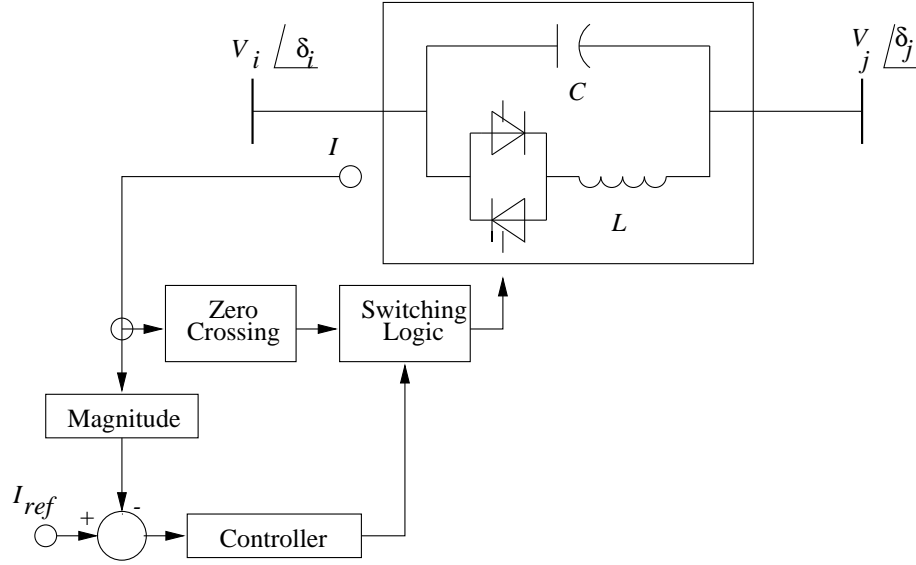 V i δi
V j δj
C
I
L
Zero Crossing
Switching Logic
Magnitude
I ref
+
-
Controller